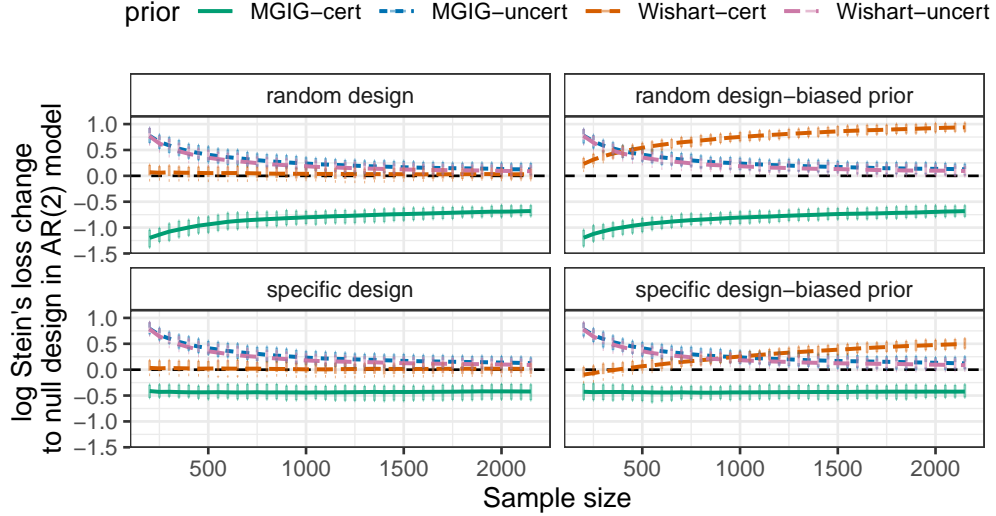 prior MGIG−cert MGIG−uncert Wishart−cert Wishart−uncert
random design random design−biased prior
1.0
0.5
0.0
−0.5
−1.0
−1.5
specific design specific design−biased prior
1.0
0.5
0.0
−0.5
−1.0
−1.5
log Stein's loss change
to null design in AR(2) model
500 1000 1500 2000 500 1000 1500 2000
Sample size